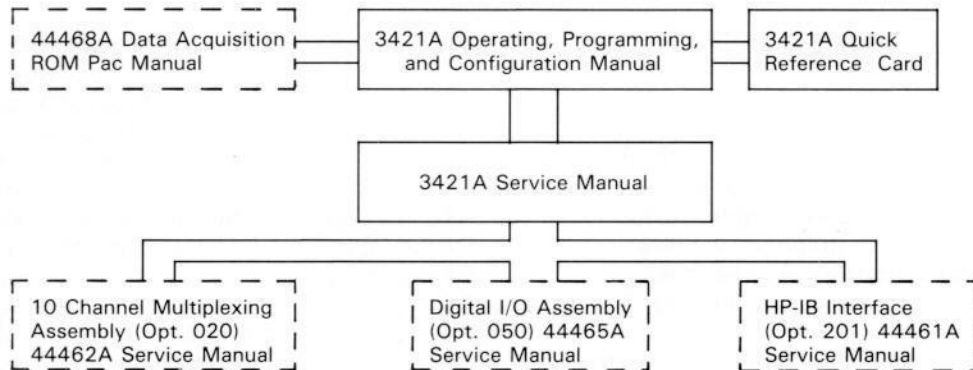 44468A Data Acquisition
ROM Pac Manual
3421A Operating, Programming,
and Configuration Manual
3421A Quick
Reference Card
3421A Service Manual
10 Channel Multiplexing
Assembly (Opt. 020)
44462A Service Manual
Digital I/O Assembly
(Opt. 050) 44465A
Service Manual
HP-IB Interface
(Opt. 201) 44461A
Service Manual